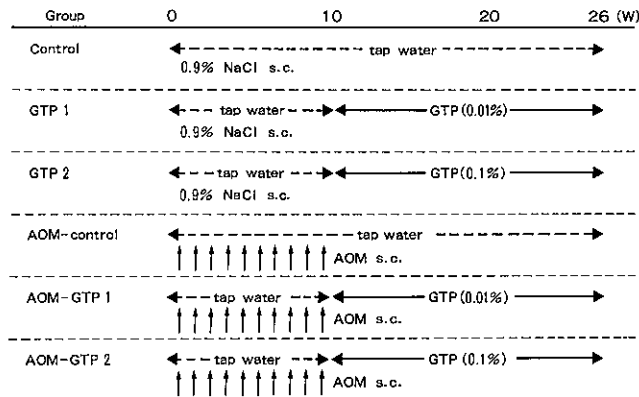 Group 0 10 20 26 (W)
Control tap water
0.9% NaCl s.c.
GTP 1 tap water GTP (0.01%)
0.9% NaCl s.c.
GTP 2 tap water GTP (0.1%)
0.9% NaCl s.c.
AOM-control tap water
AOM s.c.
AOM-GTP 1 tap water GTP (0.01%)
AOM s.c.
AOM-GTP 2 tap water GTP (0.1%)
AOM s.c.